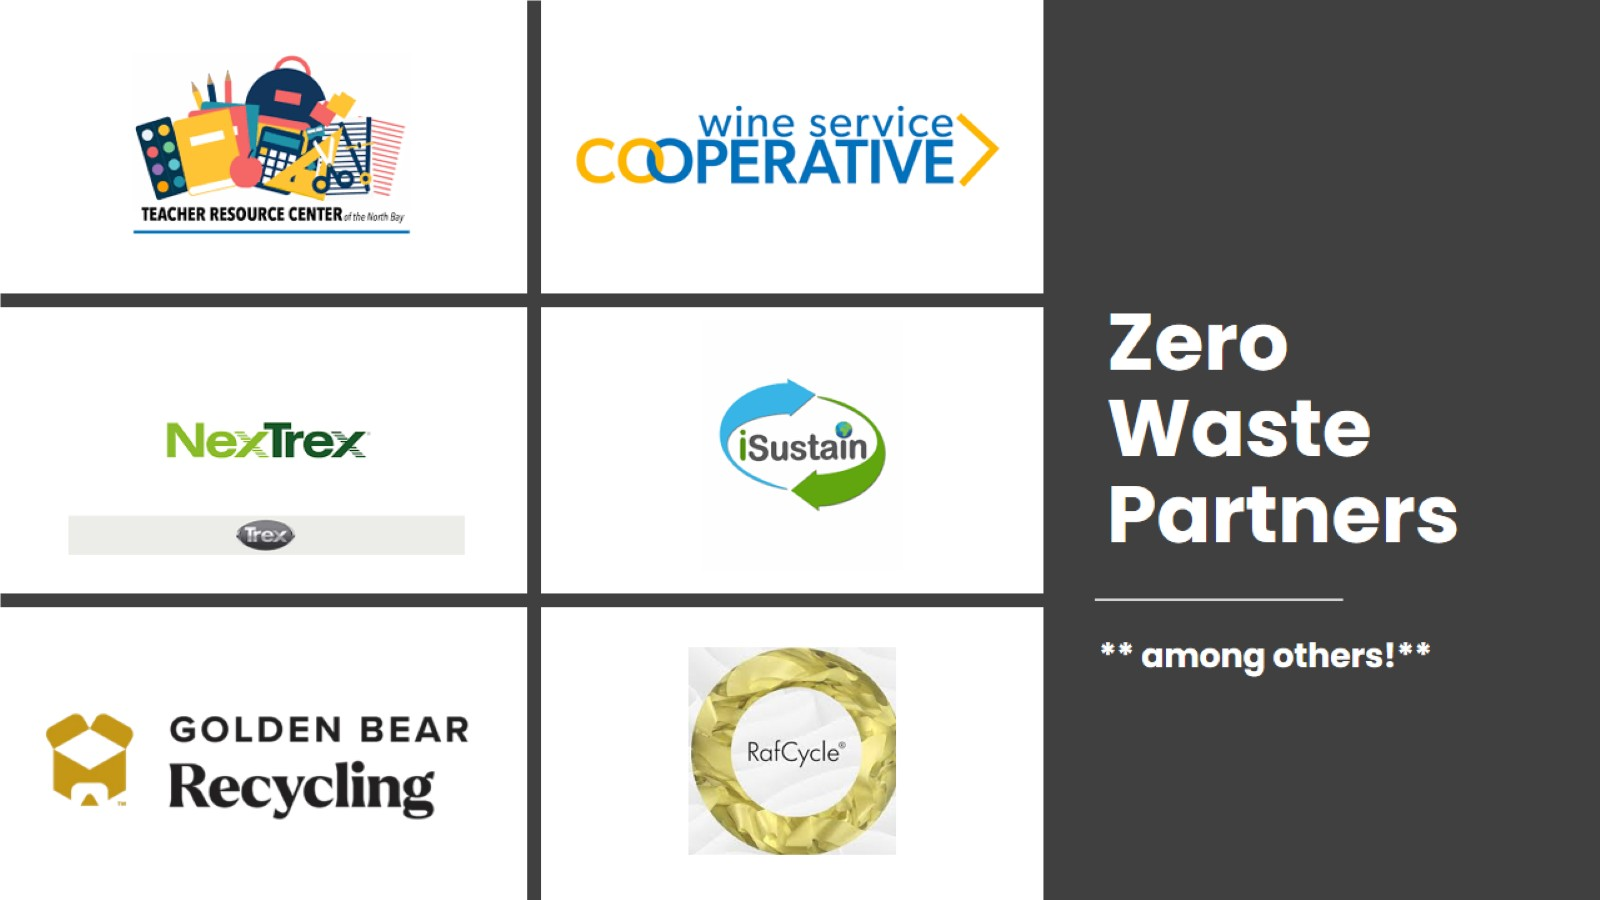 TEACHER RESOURCE CENTER of the North Bay
wine service
COOPERATIVE
NexTrex
Trex
iSustain
GOLDEN BEAR
Recycling
™
RafCycle®
Zero
Waste
Partners
** among others!**